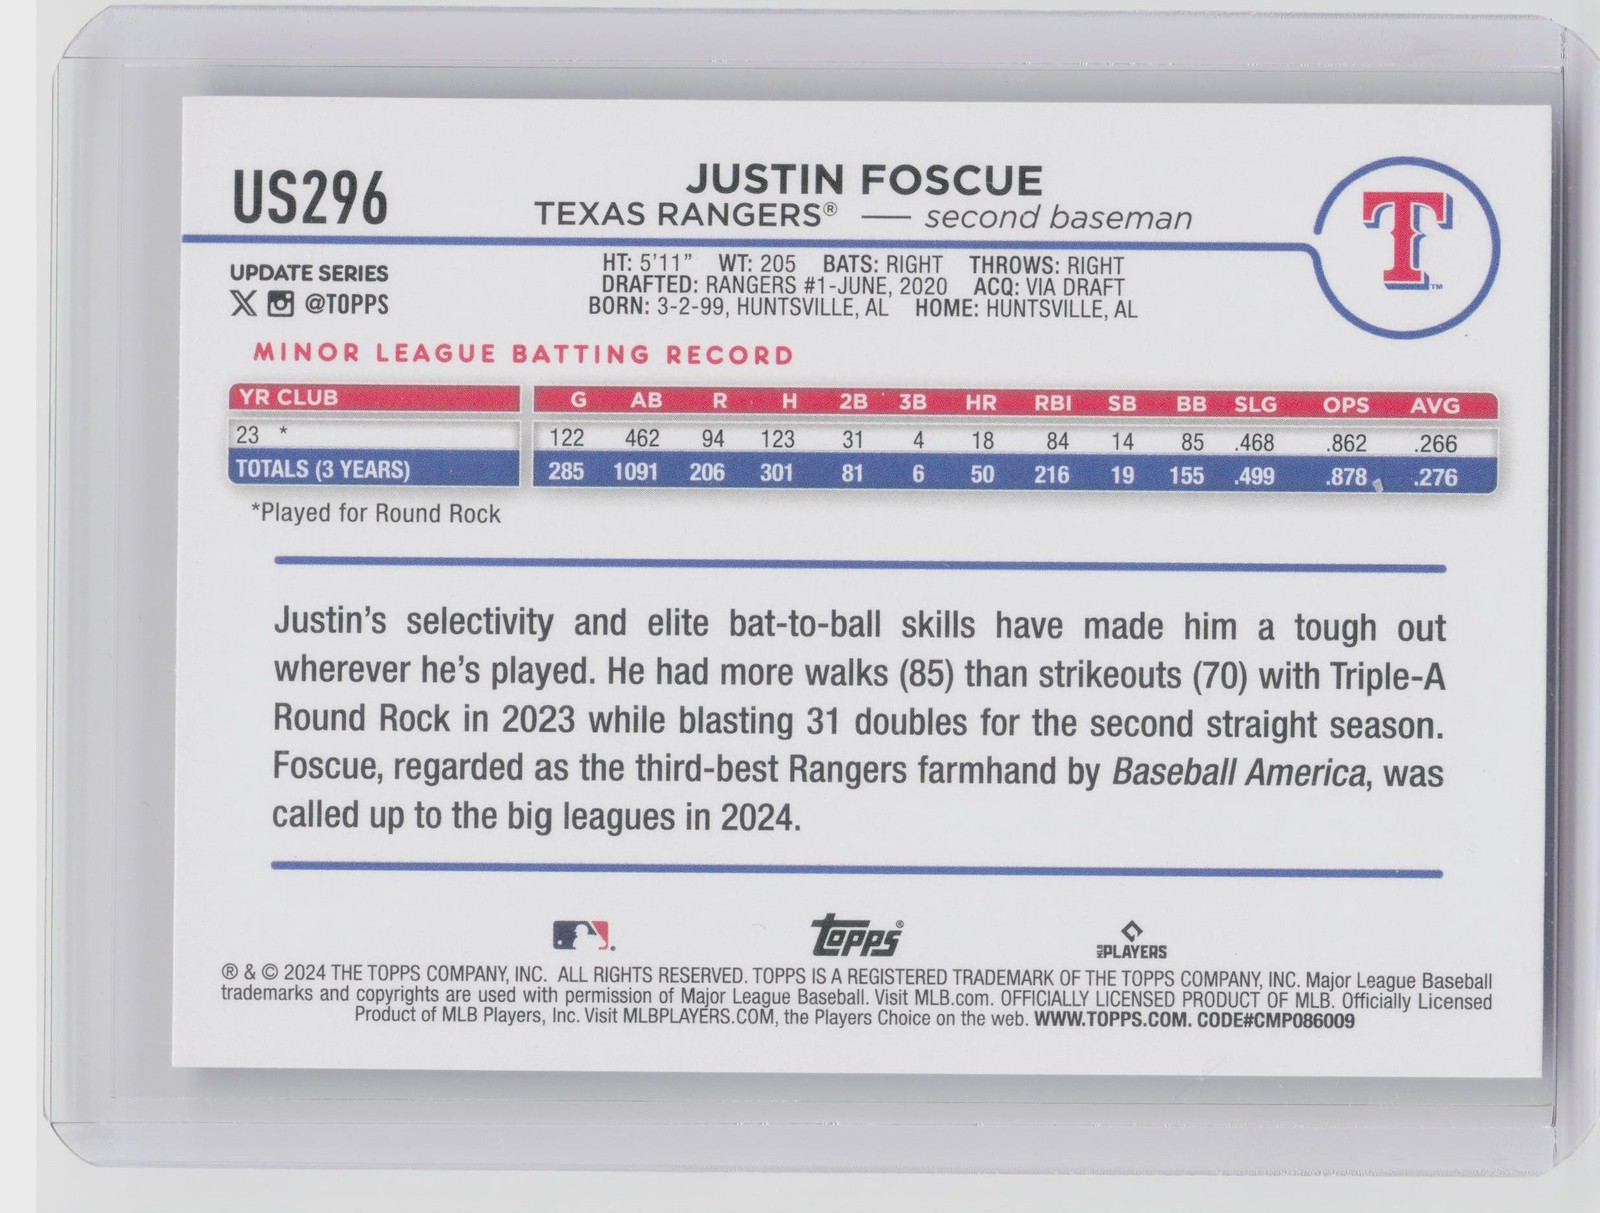 US296
JUSTIN FOSCUE
TEXAS RANGERS® — second baseman
T™
UPDATE SERIES
X @TOPPS
HT: 5'11" WT: 205 BATS: RIGHT THROWS: RIGHT
DRAFTED: RANGERS #1-JUNE, 2020 ACQ: VIA DRAFT
BORN: 3-2-99, HUNTSVILLE, AL HOME: HUNTSVILLE, AL
MINOR LEAGUE BATTING RECORD
YR CLUB G AB R H 2B 3B HR RBI SB BB SLG OPS AVG
23 * 122 462 94 123 31 4 18 84 14 85 .468 .862 .266
TOTALS (3 YEARS) 285 1091 206 301 81 6 50 216 19 155 .499 .878 .276
*Played for Round Rock
Justin's selectivity and elite bat-to-ball skills have made him a tough out
wherever he's played. He had more walks (85) than strikeouts (70) with Triple-A
Round Rock in 2023 while blasting 31 doubles for the second straight season.
Foscue, regarded as the third-best Rangers farmhand by Baseball America, was
called up to the big leagues in 2024.
Topps®
MLB PLAYERS
® & © 2024 THE TOPPS COMPANY, INC. ALL RIGHTS RESERVED. TOPPS IS A REGISTERED TRADEMARK OF THE TOPPS COMPANY, INC. Major League Baseball
trademarks and copyrights are used with permission of Major League Baseball. Visit MLB.com. OFFICIALLY LICENSED PRODUCT OF MLB. Officially Licensed
Product of MLB Players, Inc. Visit MLBPLAYERS.COM, the Players Choice on the web. WWW.TOPPS.COM. CODE#CMP086009